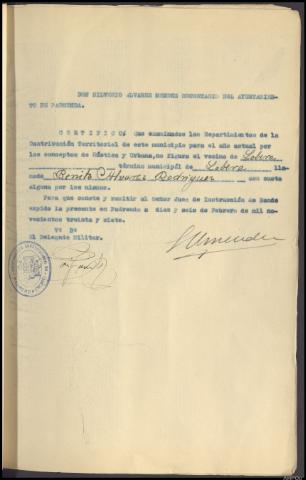 DON SILVERIO ALVAREZ MENDEZ SECRETARIO DEL AYUNTAMIEN-
TO DE PADRENDA.
CERTIFICO: Que examinados los Repartimientos de la
Contribución Territorial de este municipio para el año actual por
los conceptos de Rústica y Urbana, no figura el vecino de Lobera
término municipal de Lobera lla-
mado Benito Alvarez Rodriguez con cuota
alguna por los mismos.
Para que conste y remitir al Señor Juez de Instrucción de Bande
expido la presente en Padrenda a diez y seis de Febrero de mil no-
vecientos treinta y siete.
Vº Bº
El Delegado Militar.